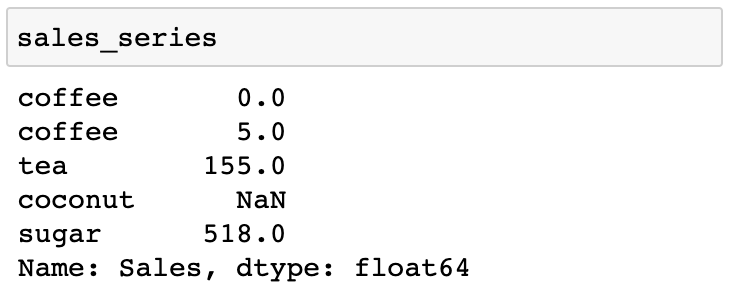 sales_series
coffee 0.0
coffee 5.0
tea 155.0
coconut NaN
sugar 518.0
Name: Sales, dtype: float64